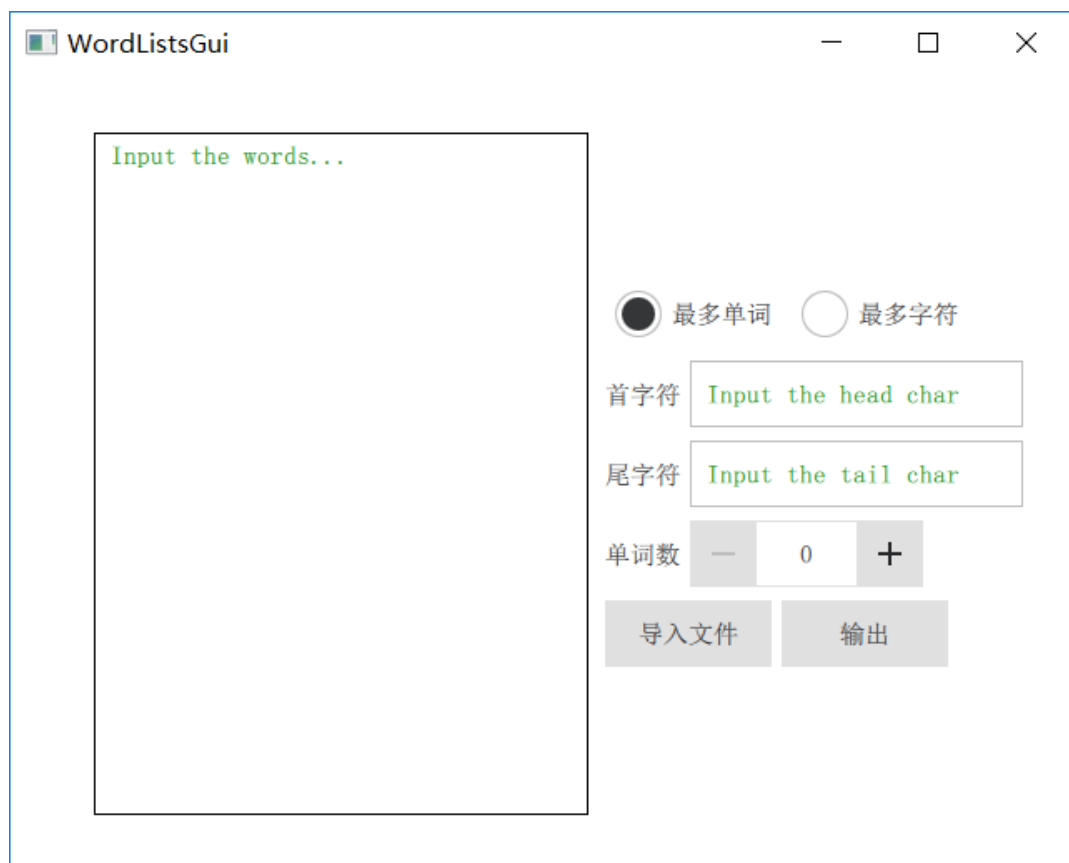 WordListsGui
Input the words...
最多单词 最多字符
首字符 Input the head char
尾字符 Input the tail char
单词数 0
导入文件 输出